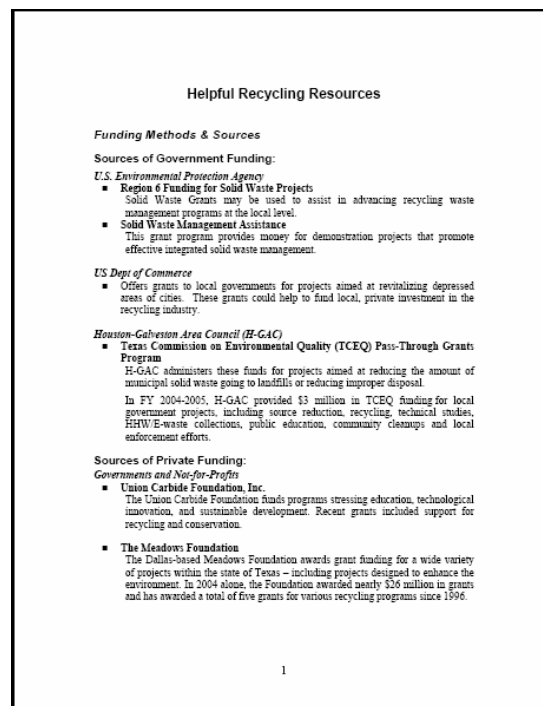 Helpful Recycling Resources
Funding Methods & Sources
Sources of Government Funding:
U.S. Environmental Protection Agency
■ Region 6 Funding for Solid Waste Projects
Solid Waste Grants may be used to assist in advancing recycling waste
management programs at the local level.
■ Solid Waste Management Assistance
This grant program provides money for demonstration projects that promote
effective integrated solid waste management.
US Dept of Commerce
■ Offers grants to local governments for projects aimed at revitalizing depressed
areas of cities. These grants could help to fund local, private investment in the
recycling industry.
Houston-Galveston Area Council (H-GAC)
■ Texas Commission on Environmental Quality (TCEQ) Pass-Through Grants
Program
H-GAC administers these funds for projects aimed at reducing the amount of
municipal solid waste going to landfills or reducing improper disposal.
In FY 2004-2005, H-GAC provided $3 million in TCEQ funding for local
government projects, including source reduction, recycling, technical studies,
HHW/E-waste collections, public education, community cleanups and local
enforcement efforts.
Sources of Private Funding:
Governments and Not-for-Profits
■ Union Carbide Foundation, Inc.
The Union Carbide Foundation funds programs stressing education, technological
innovation, and sustainable development. Recent grants included support for
recycling and conservation.
■ The Meadows Foundation
The Dallas-based Meadows Foundation awards grant funding for a wide variety
of projects within the state of Texas – including projects designed to enhance the
environment. In 2004 alone, the Foundation awarded nearly $26 million in grants
and has awarded a total of five grants for various recycling programs since 1996.
1